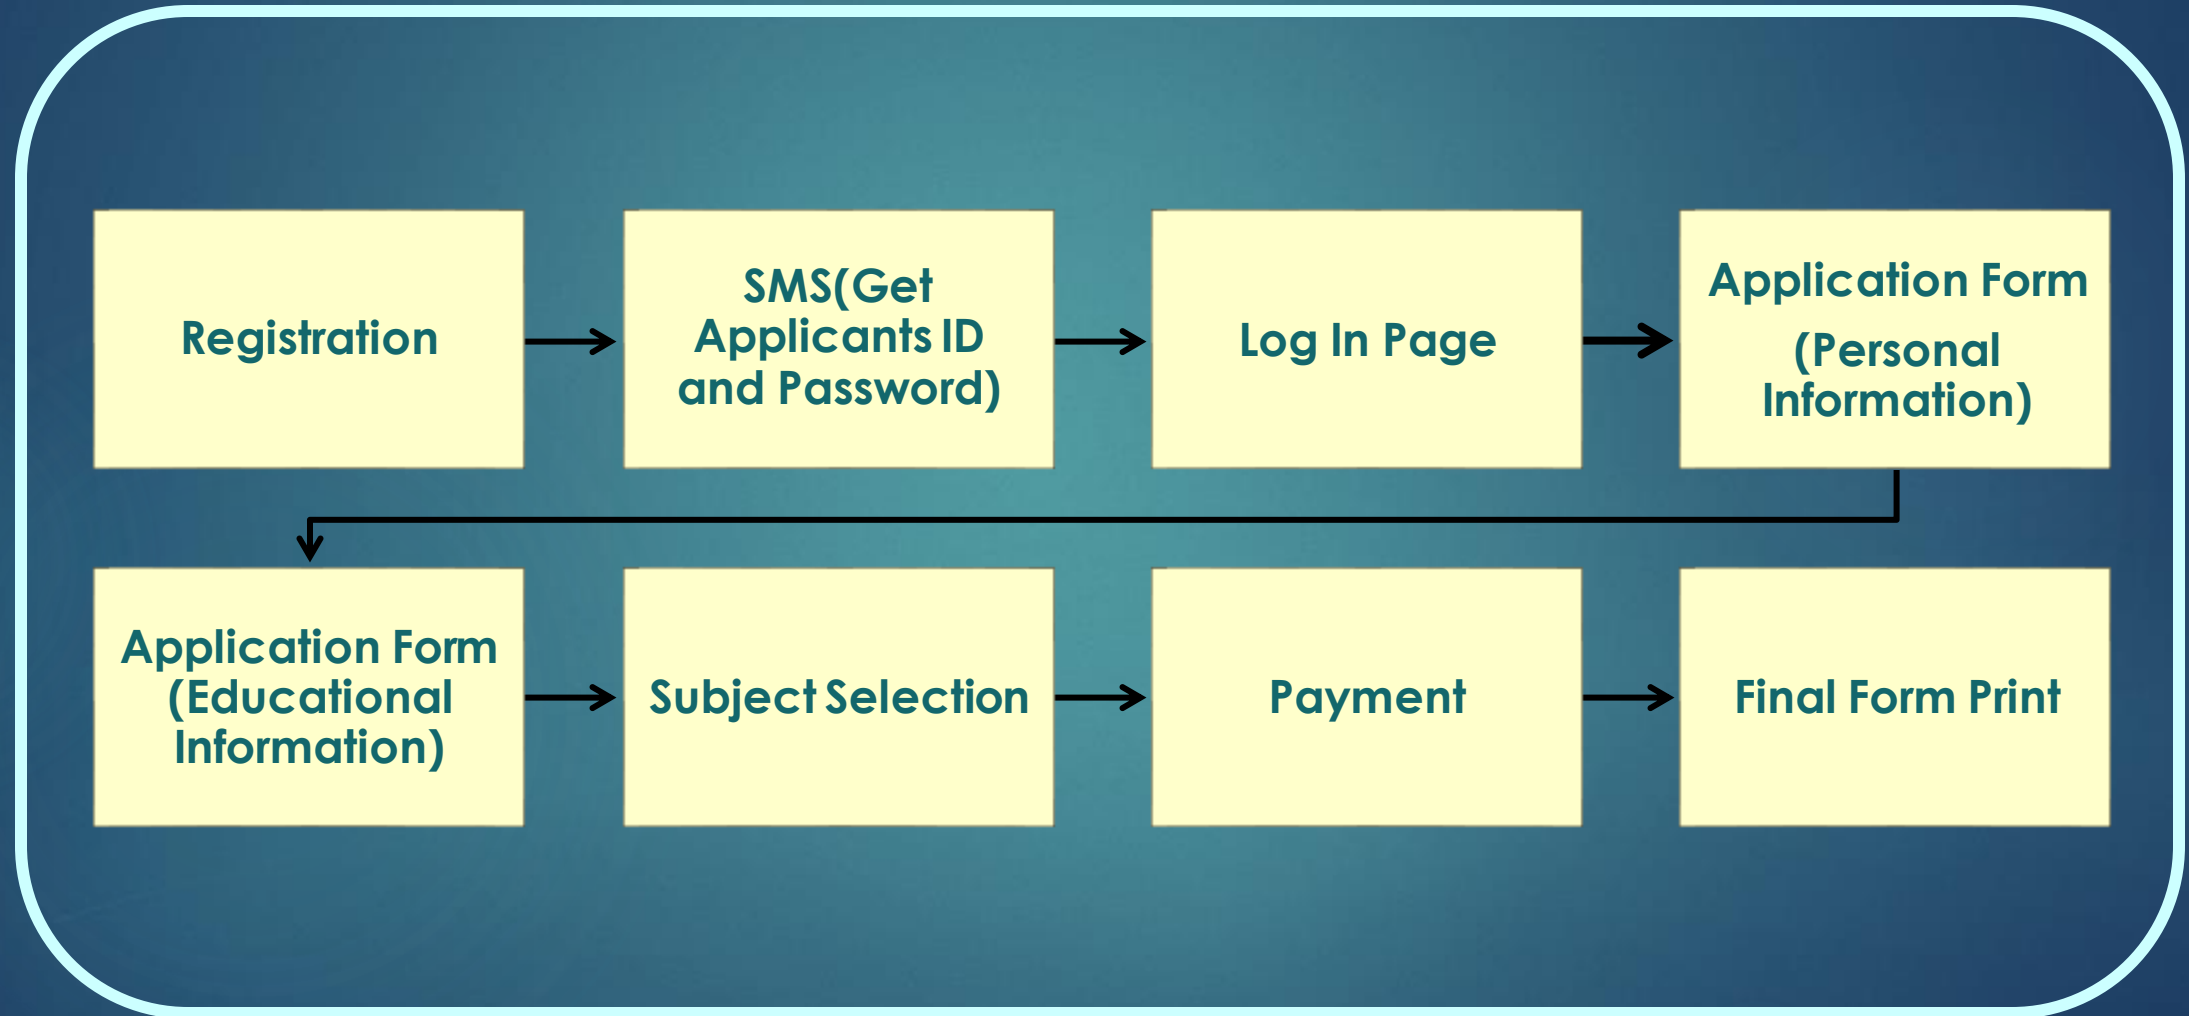 Registration
SMS(Get
Applicants ID
and Password)
Log In Page
Application Form
(Personal
Information)
Application Form
(Educational
Information)
Subject Selection
Payment
Final Form Print